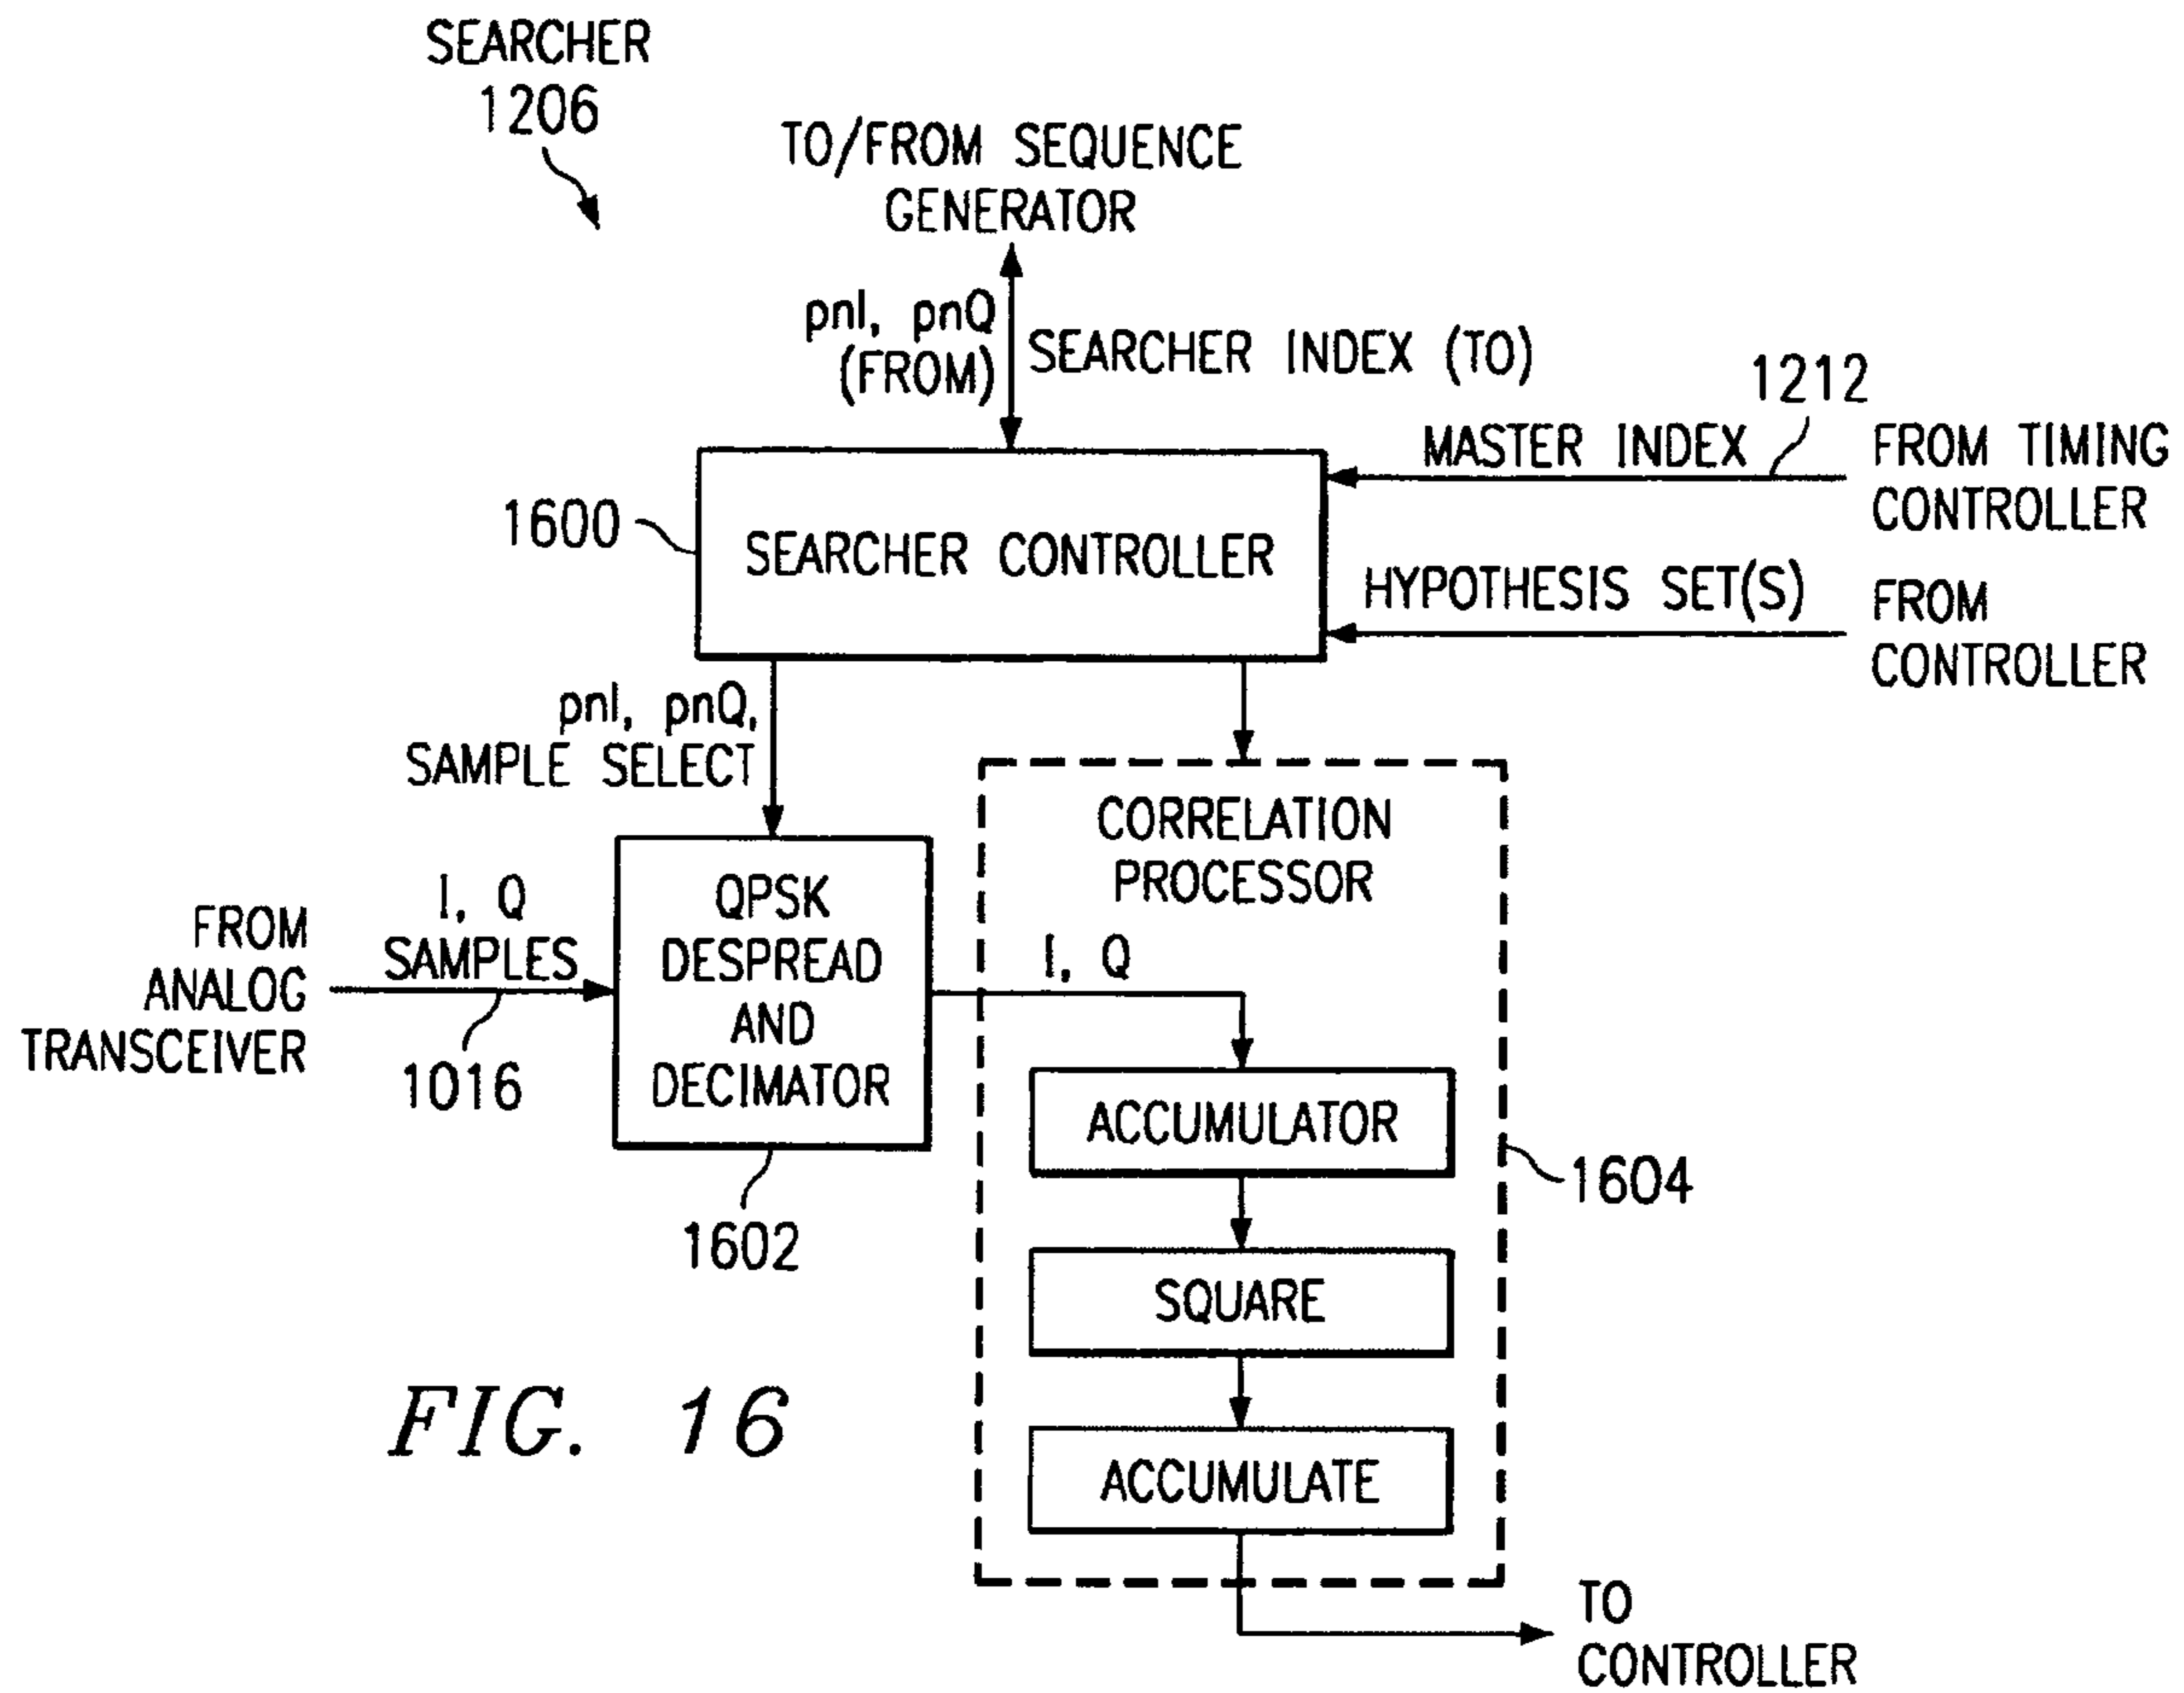 SEARCHER
1206
TO/FROM SEQUENCE
GENERATOR
pnI, pnQ
(FROM)
SEARCHER INDEX (TO)
1212
MASTER INDEX
FROM TIMING
CONTROLLER
1600
SEARCHER CONTROLLER
HYPOTHESIS SET(S)
FROM
CONTROLLER
pnI, pnQ,
SAMPLE SELECT
CORRELATION
PROCESSOR
FROM
ANALOG
TRANSCEIVER
I, Q
SAMPLES
1016
QPSK
DESPREAD
AND
DECIMATOR
1602
I, Q
ACCUMULATOR
1604
SQUARE
ACCUMULATE
FIG. 16
TO
CONTROLLER